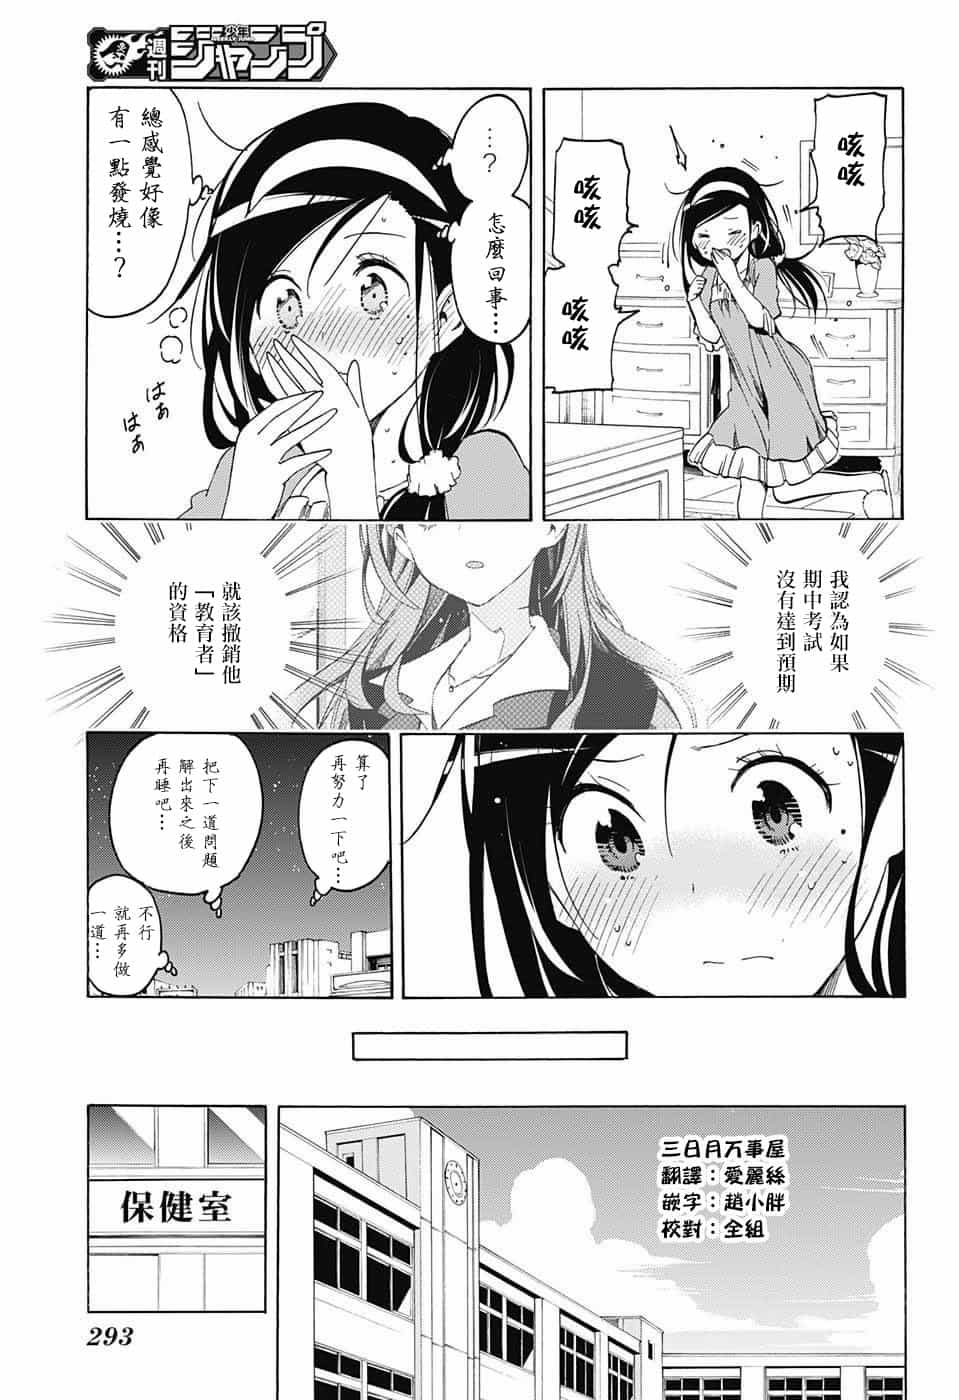 週刊
少年
ジャンプ
咳咳
咳咳
咳咳
…？
怎麼回事…
總感覺好像
有一點發燒…？
はぁ
はぁ
我認為如果
期中考試
沒有達到預期
就該撤銷他
「教育者」
的資格
算了
再努力一下吧…
把下一道問題
解出來之後
再睡吧…
不行
就再多做
一道…
三日月万事屋
翻譯：愛麗絲
嵌字：趙小胖
校對：全組
保健室
293